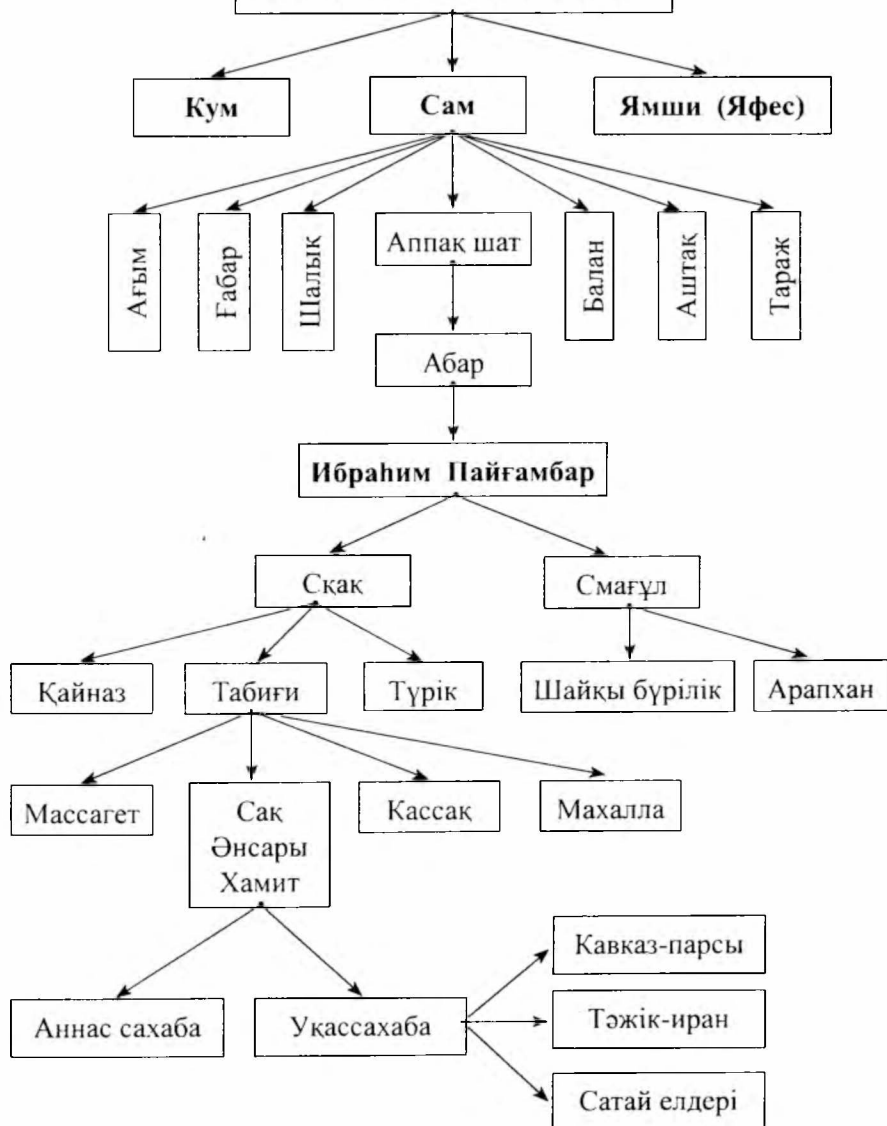 Кум
Сам
Ямши (Яфес)
Ағым
Ғабар
Шалық
Аппақ шат
Балан
Аштақ
Тараж
Абар
Ибраһим Пайғамбар
Сқақ
Смағұл
Қайназ
Табиғи
Түрік
Шайқы бүрілік
Арапхан
Массагет
Сақ
Әнсары
Хамит
Кассақ
Махалла
Кавказ-парсы
Аннас сахаба
Уқассахаба
Тәжік-иран
Сатай елдері